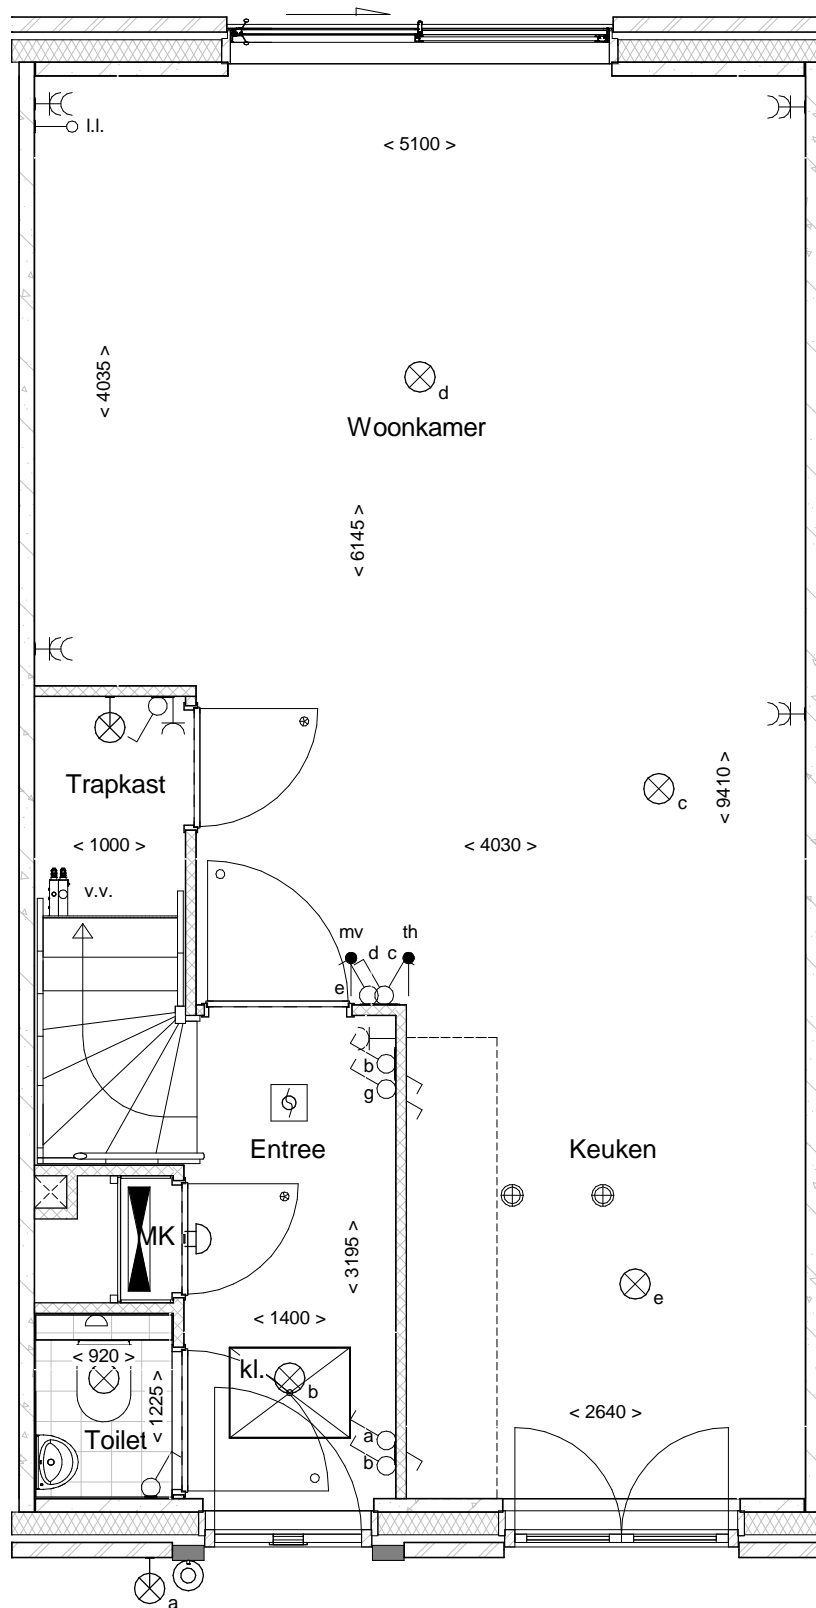 l.l.
< 5100 >
< 4035 >
d
Woonkamer
< 6145 >
Trapkast
c
< 9410 >
< 1000 >
< 4030 >
v.v.
mv
th
d
c
e
b
g
Entree
Keuken
MK
< 3195 >
e
< 1400 >
< 920 >
kl.
b
< 1225 >
< 2640 >
Toilet
a
b
a